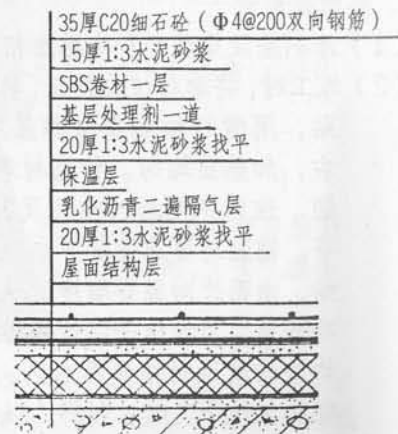 35厚C20细石砼（Φ4@200双向钢筋）
15厚1:3水泥砂浆
SBS卷材一层
基层处理剂一道
20厚1:3水泥砂浆找平
保温层
乳化沥青二遍隔气层
20厚1:3水泥砂浆找平
屋面结构层